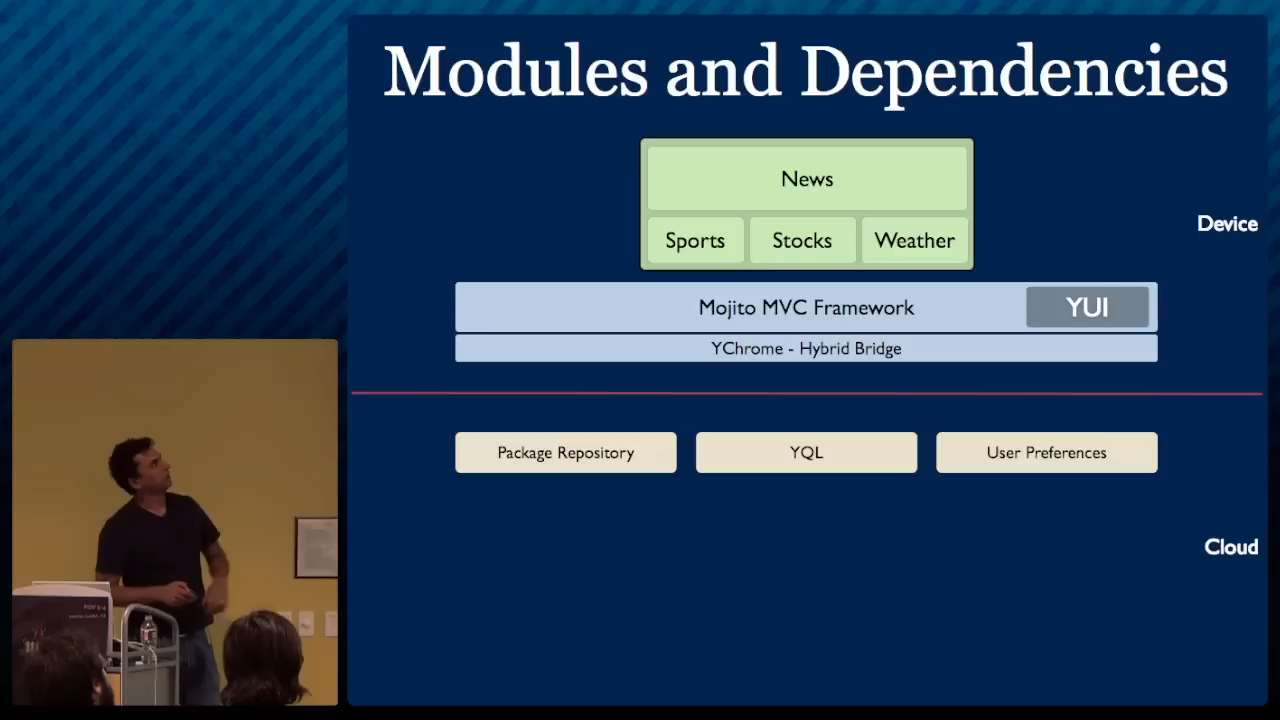 Modules and Dependencies
News
Sports Stocks Weather
Device
Mojito MVC Framework YUI
YChrome - Hybrid Bridge
Package Repository YQL User Preferences
Cloud